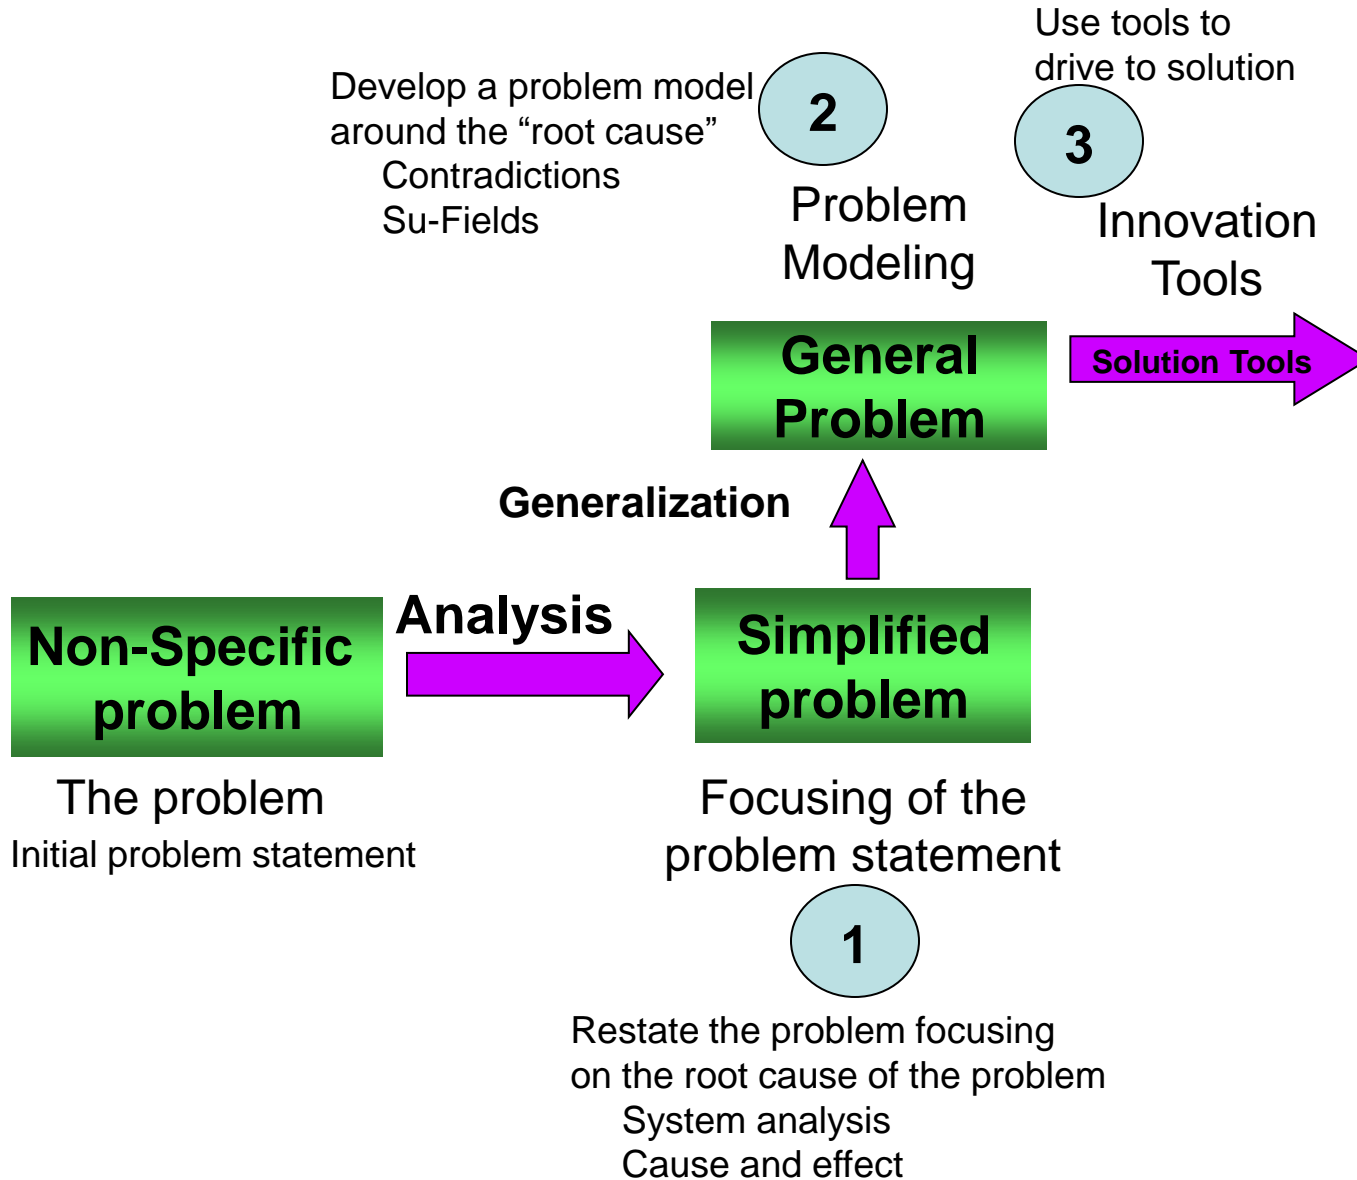 Use tools to
drive to solution
3
Develop a problem model
around the “root cause”
Contradictions
Su-Fields
2
Problem
Modeling
Innovation
Tools
General
Problem
Solution Tools
Generalization
Non-Specific
problem
Analysis
Simplified
problem
The problem
Initial problem statement
Focusing of the
problem statement
1
Restate the problem focusing
on the root cause of the problem
System analysis
Cause and effect